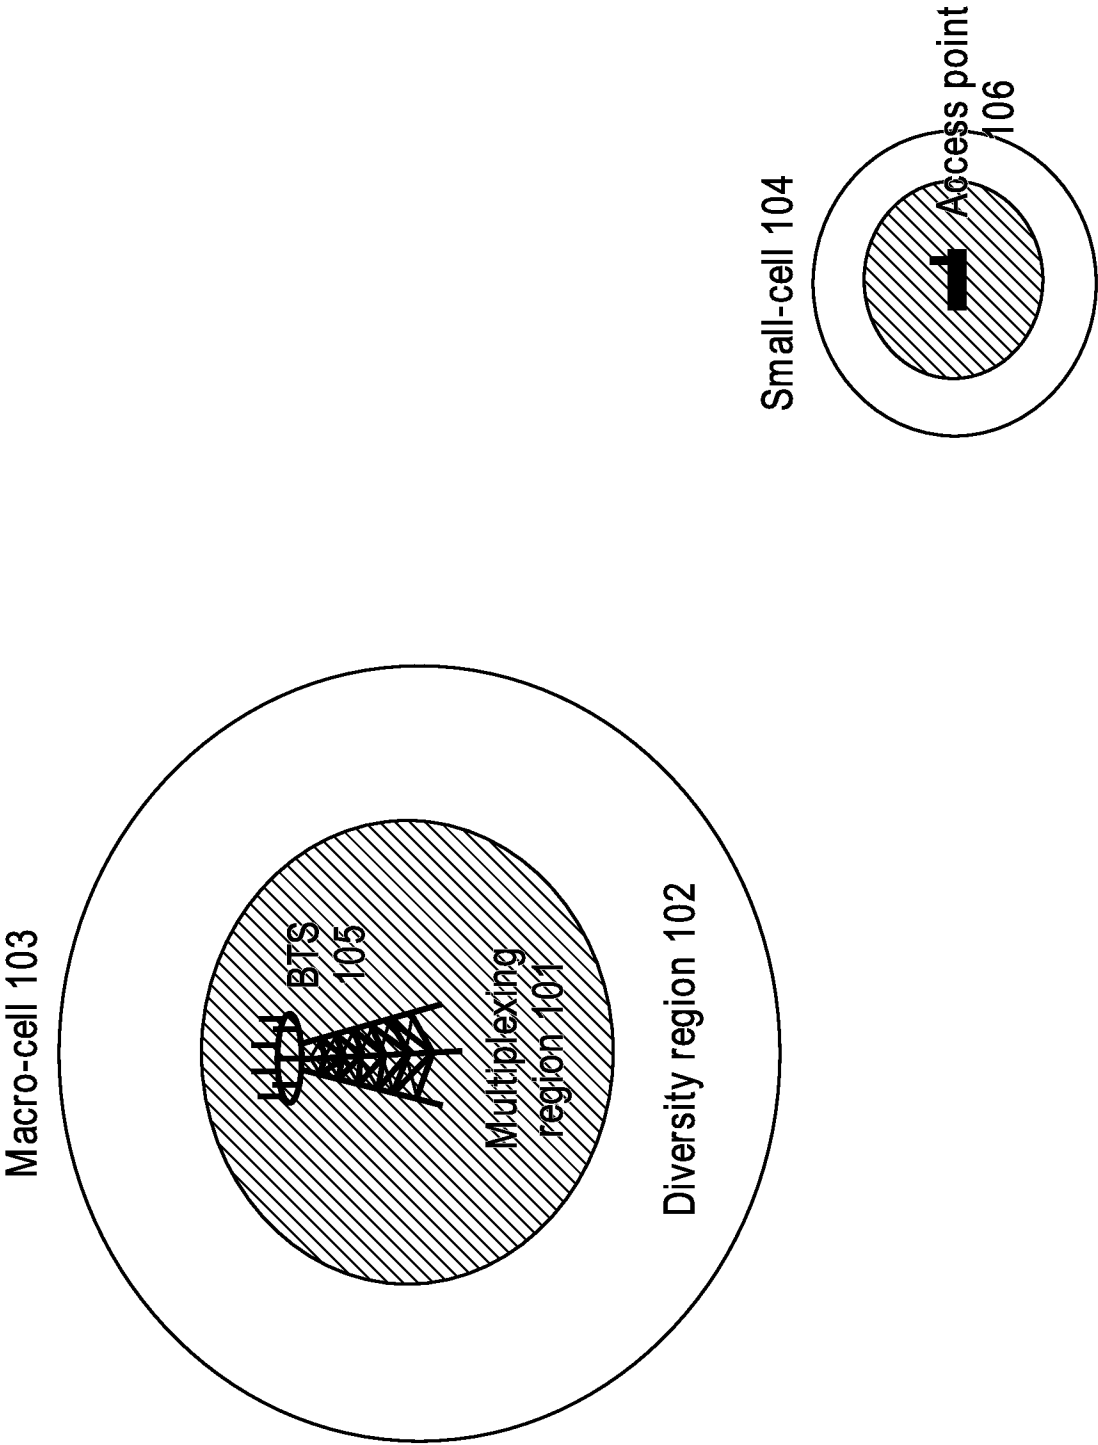 Macro-cell 103
BTS
105
Multiplexing
region 101
Diversity region 102
Small-cell 104
Access point
106